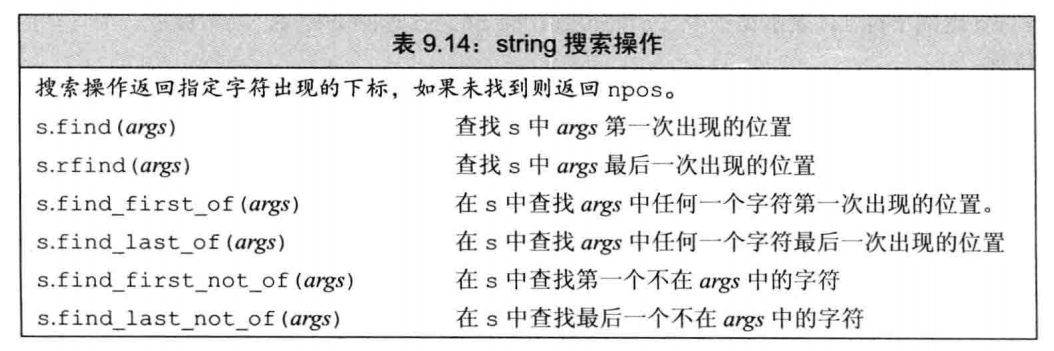 表 9.14：string 搜索操作
搜索操作返回指定字符出现的下标，如果未找到则返回 npos。
s.find(args) 查找 s 中 args 第一次出现的位置
s.rfind(args) 查找 s 中 args 最后一次出现的位置
s.find_first_of(args) 在 s 中查找 args 中任何一个字符第一次出现的位置。
s.find_last_of(args) 在 s 中查找 args 中任何一个字符最后一次出现的位置
s.find_first_not_of(args) 在 s 中查找第一个不在 args 中的字符
s.find_last_not_of(args) 在 s 中查找最后一个不在 args 中的字符